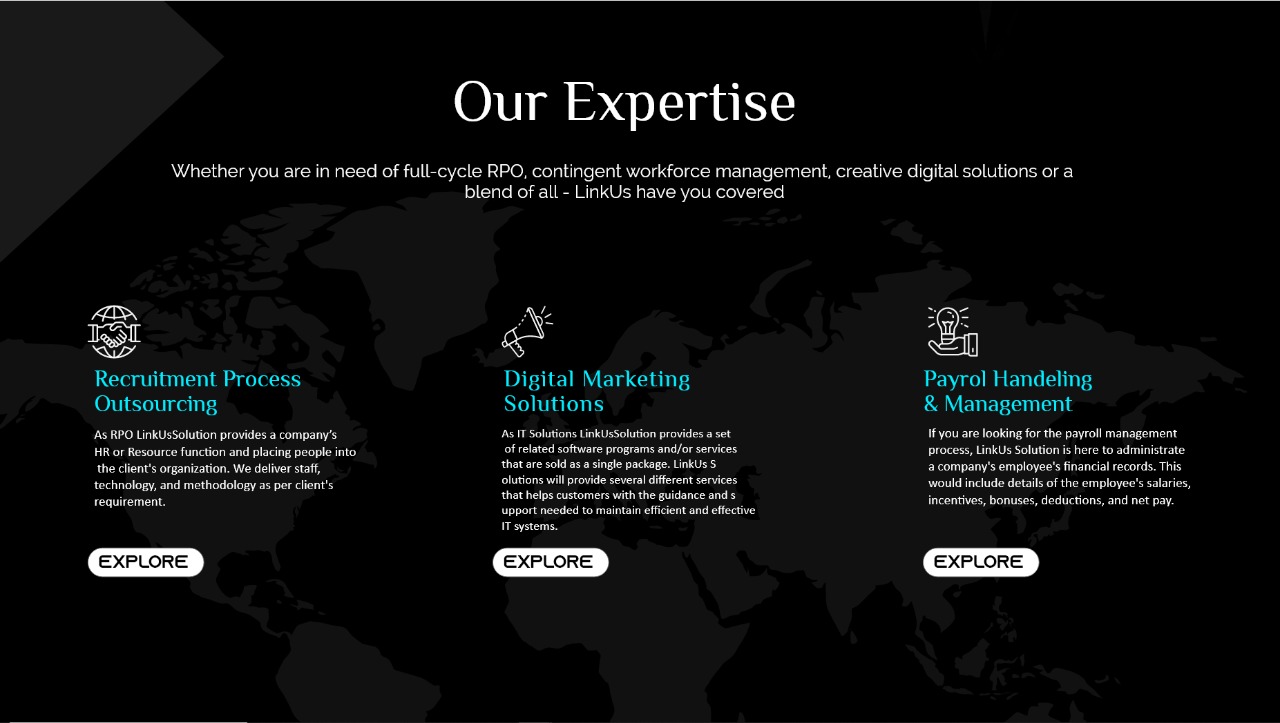 Our Expertise
Whether you are in need of full-cycle RPO, contingent workforce management, creative digital solutions or a
blend of all - LinkUs have you covered
Recruitment Process
Outsourcing
As RPO LinkUsSolution provides a company’s
HR or Resource function and placing people into
the client's organization. We deliver staff,
technology, and methodology as per client's
requirement.
EXPLORE
Digital Marketing
Solutions
As IT Solutions LinkUsSolution provides a set
of related software programs and/or services
that are sold as a single package. LinkUs S
olutions will provide several different services
that helps customers with the guidance and s
upport needed to maintain efficient and effective
IT systems.
EXPLORE
Payrol Handeling
& Management
If you are looking for the payroll management
process, LinkUs Solution is here to administrate
a company's employee's financial records. This
would include details of the employee's salaries,
incentives, bonuses, deductions, and net pay.
EXPLORE